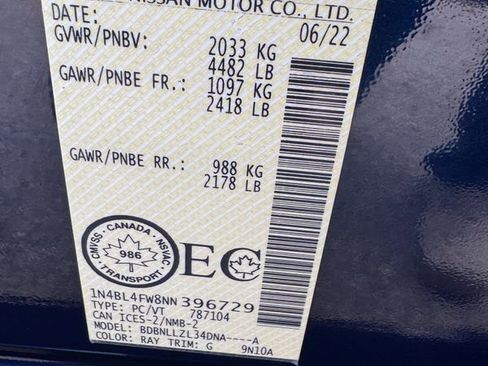 NISSAN MOTOR CO., LTD.
DATE: 06/22
GVWR/PNBV: 2033 KG
4482 LB
GAWR/PNBE FR.: 1097 KG
2418 LB
GAWR/PNBE RR.: 988 KG
2178 LB
CANADA
CMVSS NSVAC
986
TRANSPORT
EC
1N4BL4FW8NN396729
TYPE: PC/VT 787104
CAN ICES-2/NMB-2
MODEL: BDBNLLZL34DNA----A
COLOR: RAY TRIM: G 9N10A